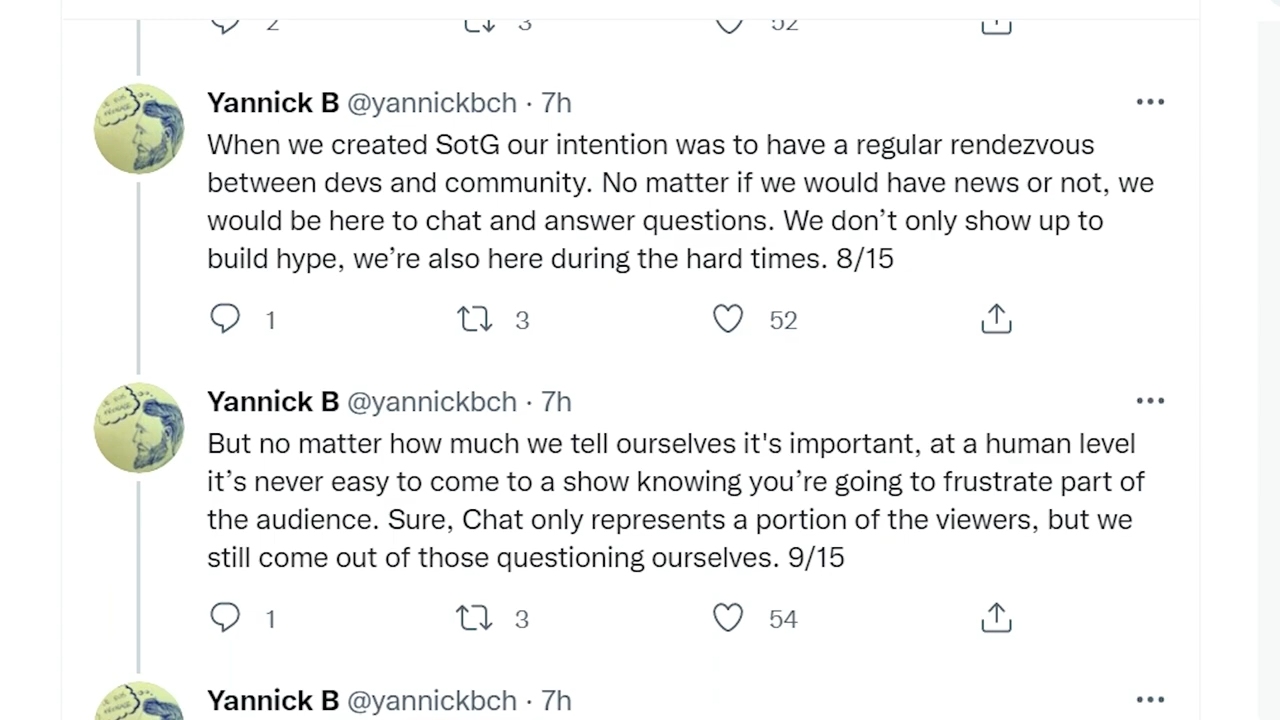 2 3 52
Yannick B @yannickbch · 7h
When we created SotG our intention was to have a regular rendezvous
between devs and community. No matter if we would have news or not, we
would be here to chat and answer questions. We don’t only show up to
build hype, we’re also here during the hard times. 8/15
1 3 52
Yannick B @yannickbch · 7h
But no matter how much we tell ourselves it's important, at a human level
it’s never easy to come to a show knowing you’re going to frustrate part of
the audience. Sure, Chat only represents a portion of the viewers, but we
still come out of those questioning ourselves. 9/15
1 3 54
Yannick B @yannickbch · 7h